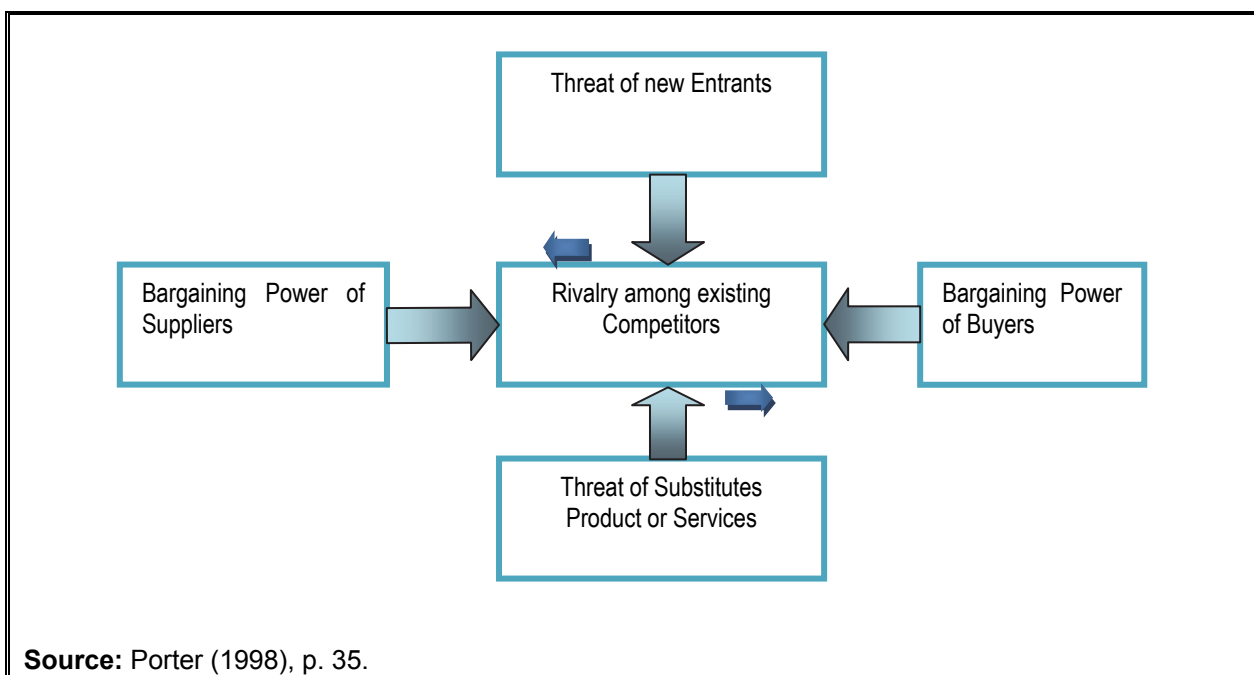 Threat of new Entrants
Bargaining Power of
Suppliers
Rivalry among existing
Competitors
Bargaining Power
of Buyers
Threat of Substitutes
Product or Services
Source: Porter (1998), p. 35.